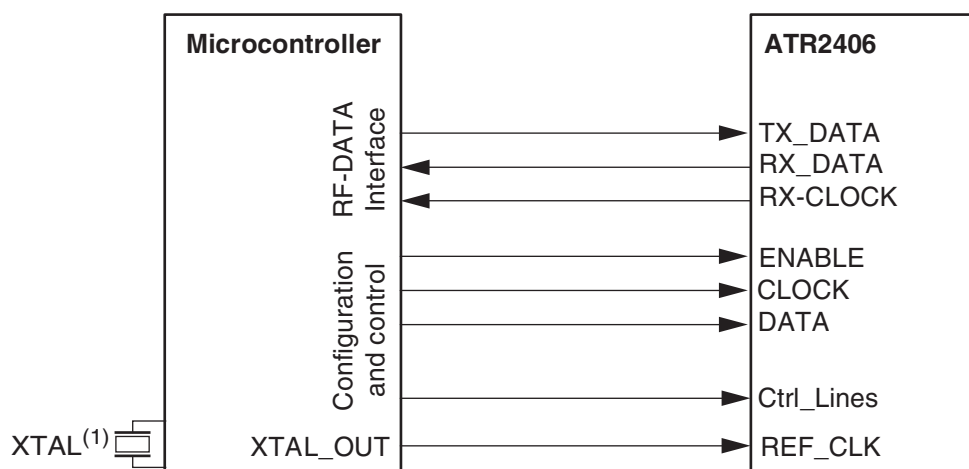 Microcontroller
ATR2406
RF-DATA
Interface
TX_DATA
RX_DATA
RX-CLOCK
Configuration
and control
ENABLE
CLOCK
DATA
Ctrl_Lines
XTAL(1)
XTAL_OUT
REF_CLK